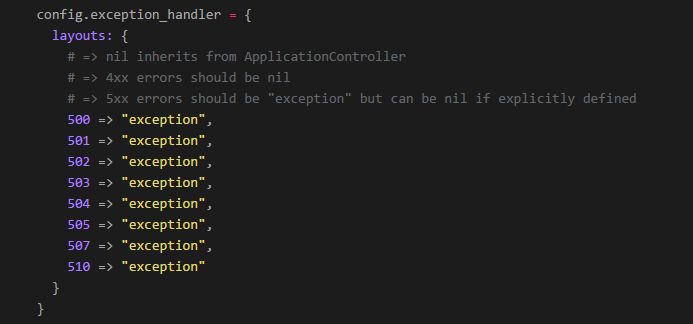 config.exception_handler = {
layouts: {
# => nil inherits from ApplicationController
# => 4xx errors should be nil
# => 5xx errors should be "exception" but can be nil if explicitly defined
500 => "exception",
501 => "exception",
502 => "exception",
503 => "exception",
504 => "exception",
505 => "exception",
507 => "exception",
510 => "exception"
}
}